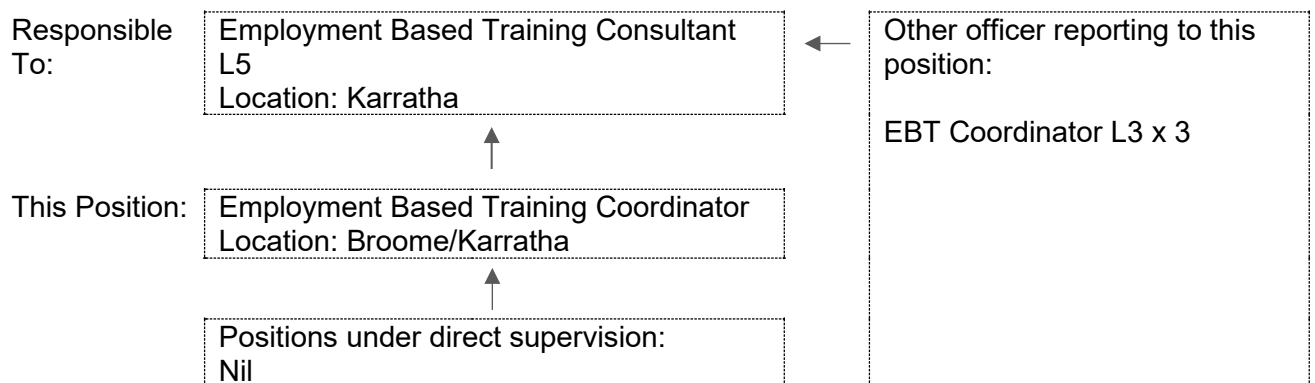 Responsible
To:
Employment Based Training Consultant
L5
Location: Karratha
Other officer reporting to this
position:
EBT Coordinator L3 x 3
This Position:
Employment Based Training Coordinator
Location: Broome/Karratha
Positions under direct supervision:
Nil